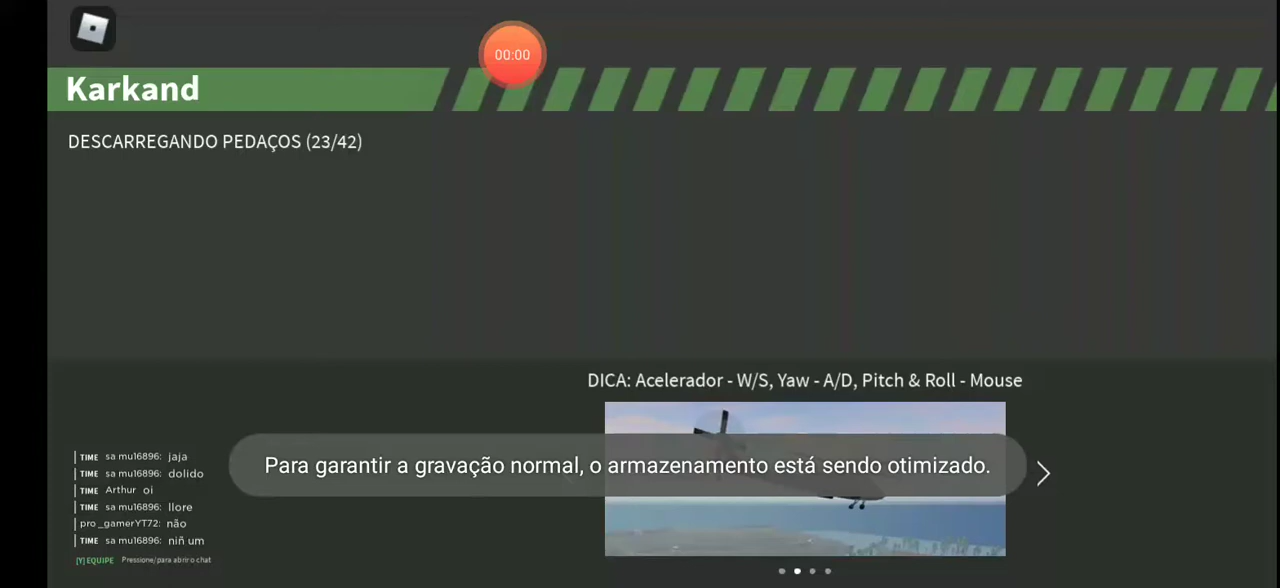 00:00
Karkand
DESCARREGANDO PEDAÇOS (23/42)
DICA: Acelerador - W/S, Yaw - A/D, Pitch & Roll - Mouse
Para garantir a gravação normal, o armazenamento está sendo otimizado.
TIME sa mu16896: jaja
TIME sa mu16896: dolido
TIME Arthur oi
TIME sa mu16896: llore
pro_gamerYT72: não
TIME sa mu16896: niñ um
[Y] EQUIPE Pressione/para abrir o chat